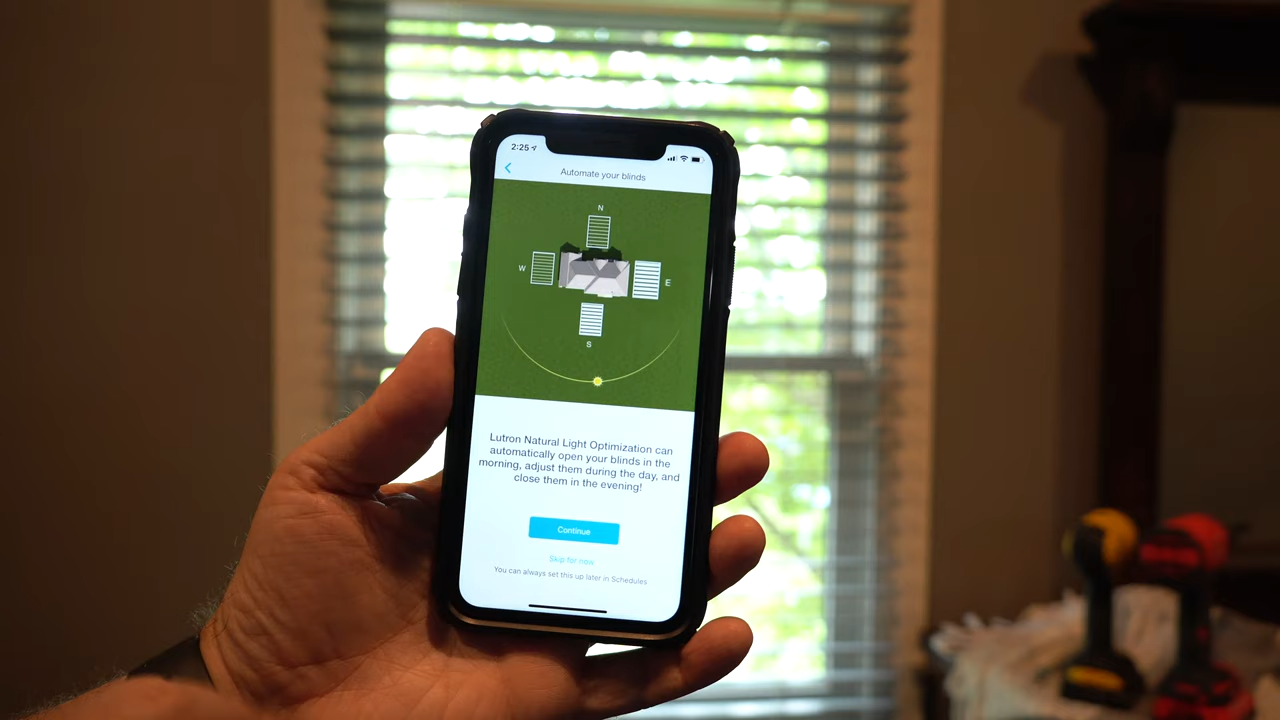 2:25
Automate your blinds
N
W
E
S
Lutron Natural Light Optimization can
automatically open your blinds in the
morning, adjust them during the day, and
close them in the evening!
Continue
Skip for now
You can always set this up later in Schedules